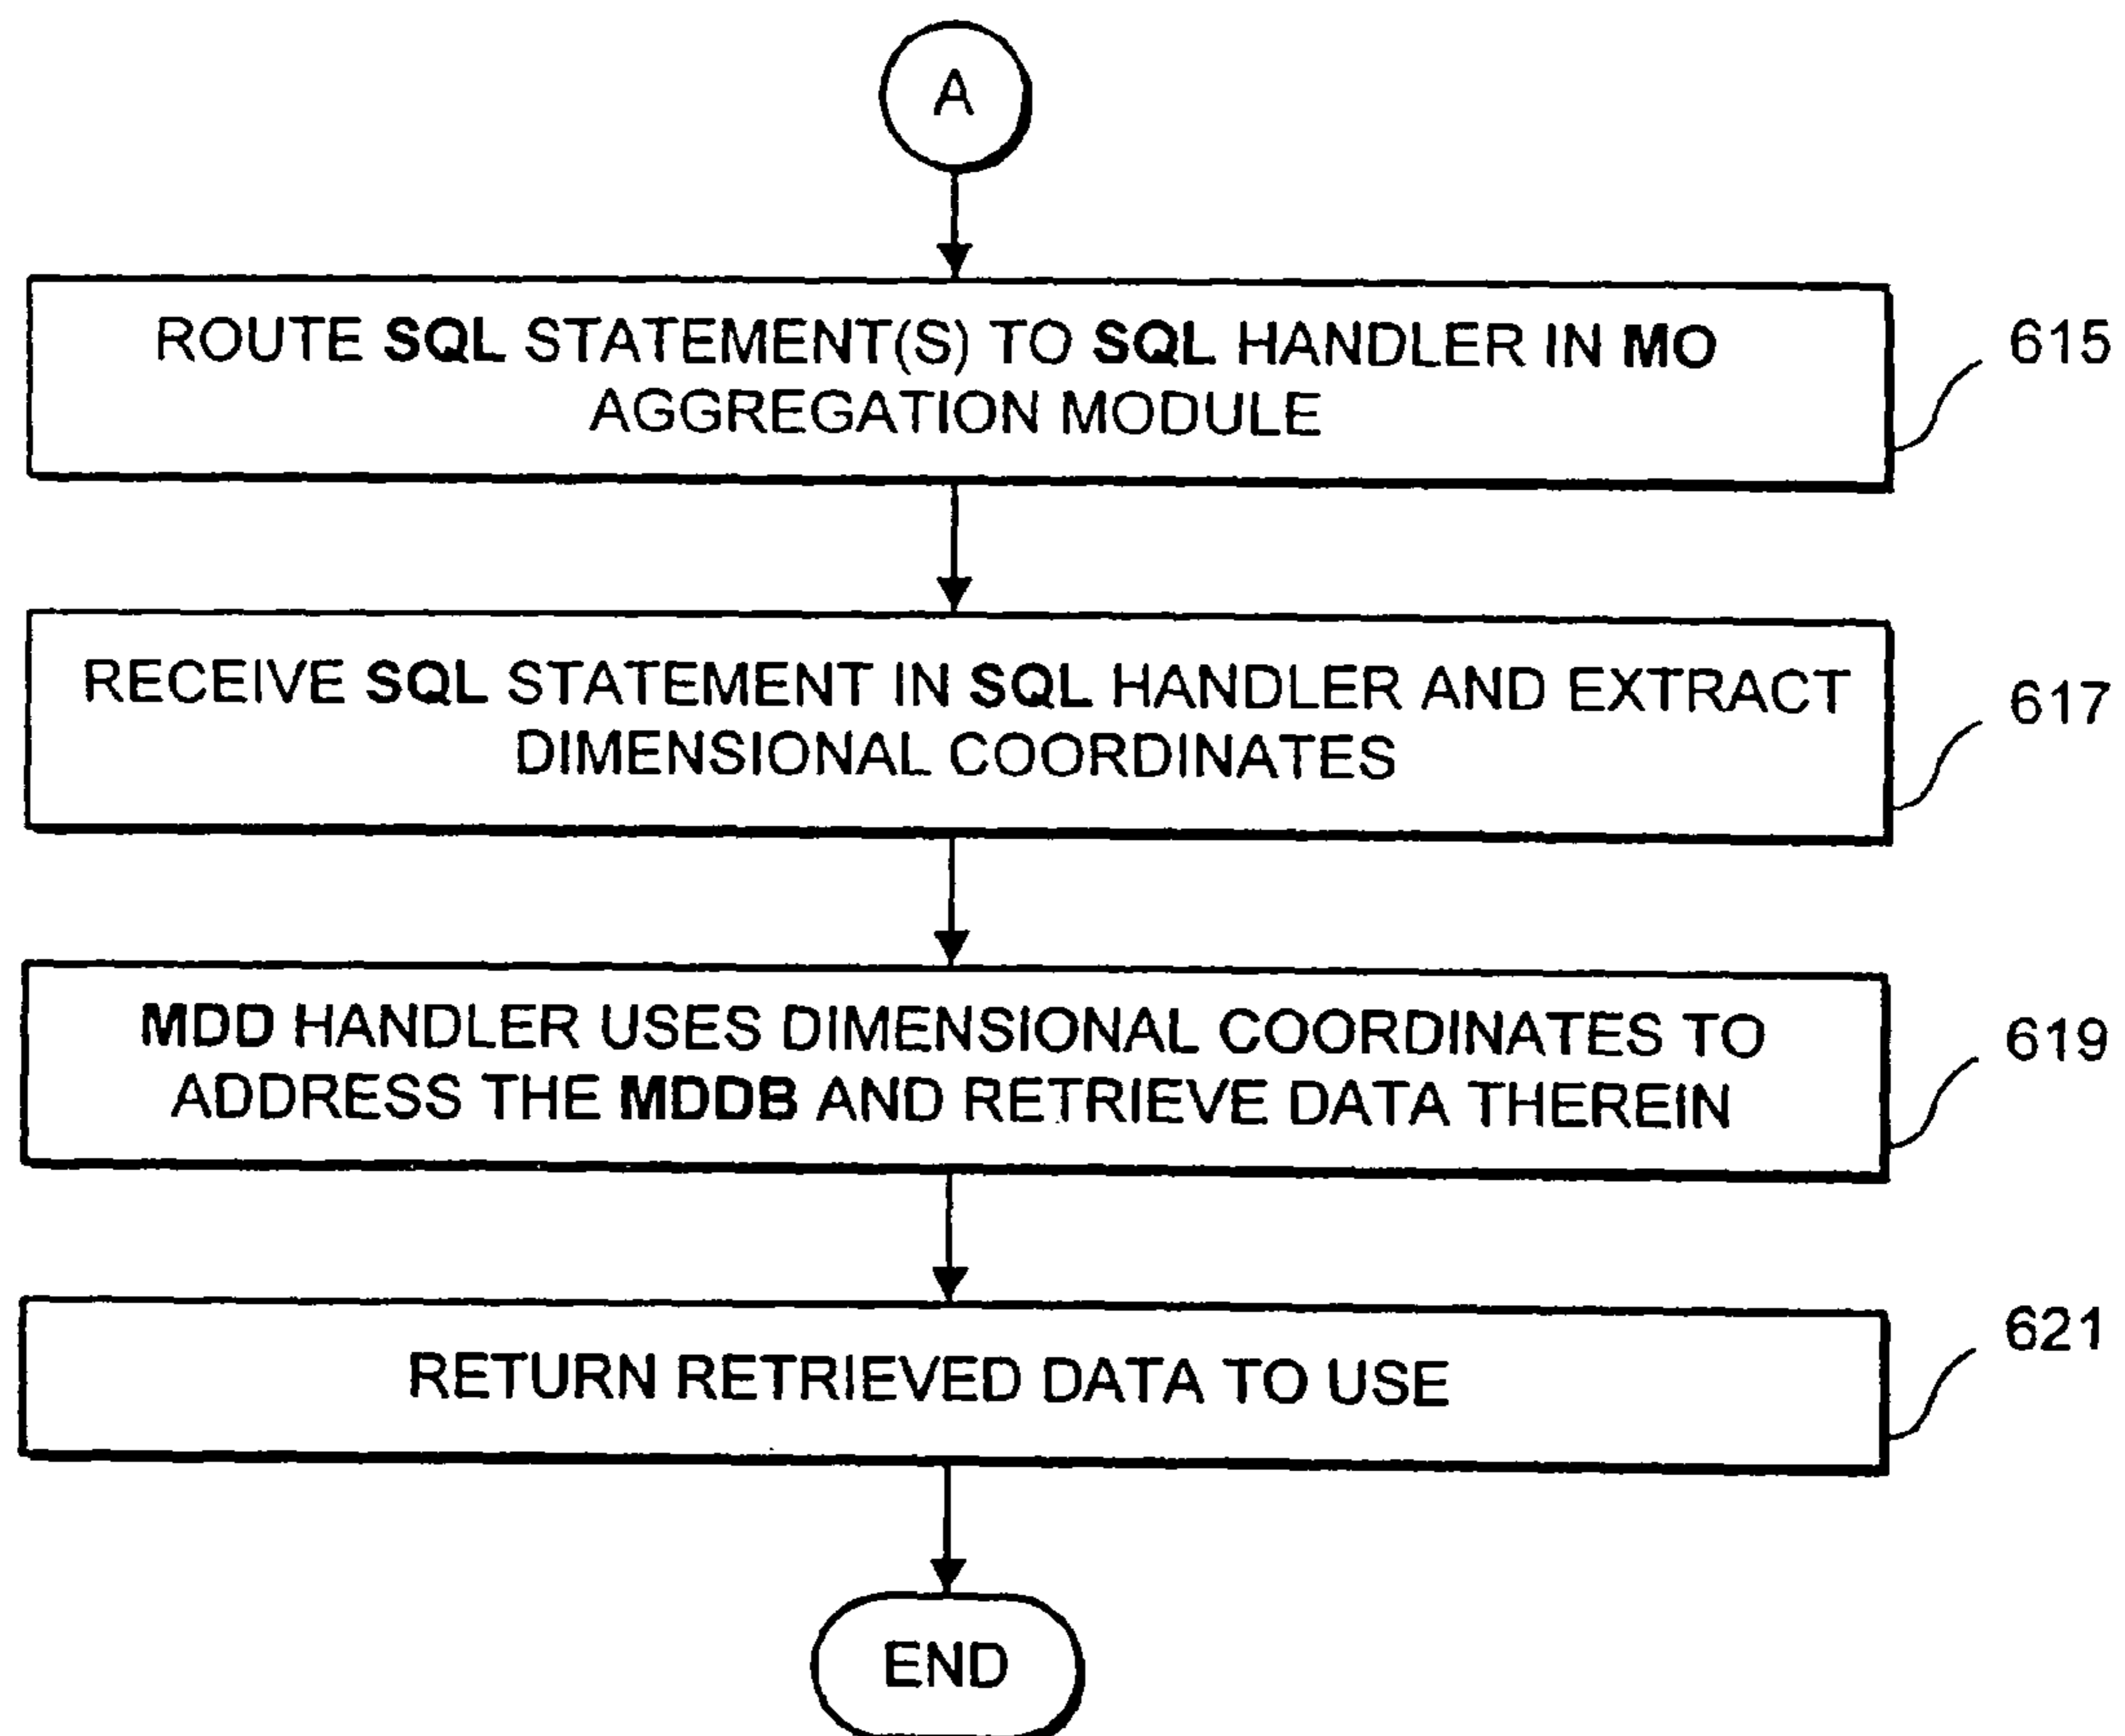 A
ROUTE SQL STATEMENT(S) TO SQL HANDLER IN MO
AGGREGATION MODULE
615
RECEIVE SQL STATEMENT IN SQL HANDLER AND EXTRACT
DIMENSIONAL COORDINATES
617
MDD HANDLER USES DIMENSIONAL COORDINATES TO
ADDRESS THE MDDB AND RETRIEVE DATA THEREIN
619
RETURN RETRIEVED DATA TO USE
621
END